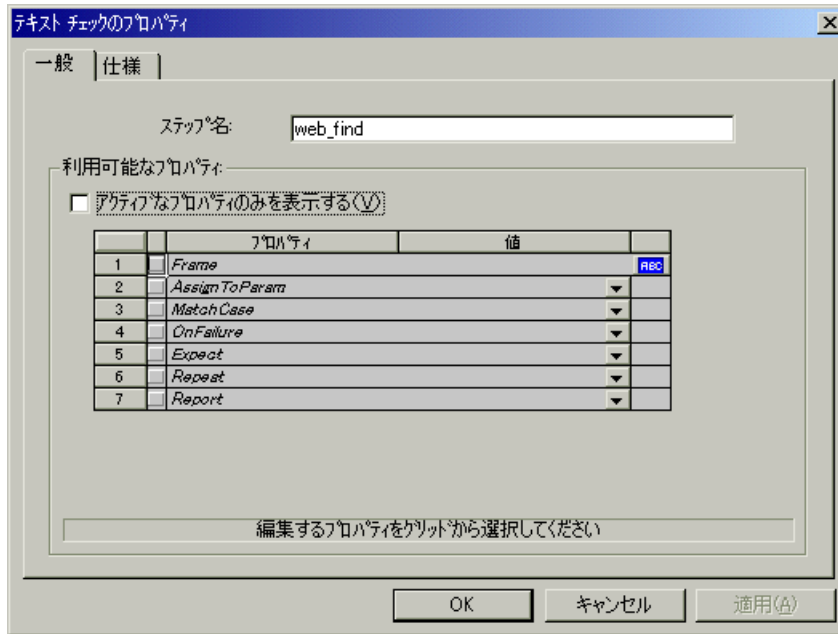 テキスト チェックのプロパティ
一般 仕様
ステップ名: web_find
利用可能なプロパティ:
アクティブなプロパティのみを表示する(V)
プロパティ 値
1 Frame ABC
2 AssignToParam
3 MatchCase
4 OnFailure
5 Expect
6 Repeat
7 Report
編集するプロパティをグリッドから選択してください
OK キャンセル 適用(A)